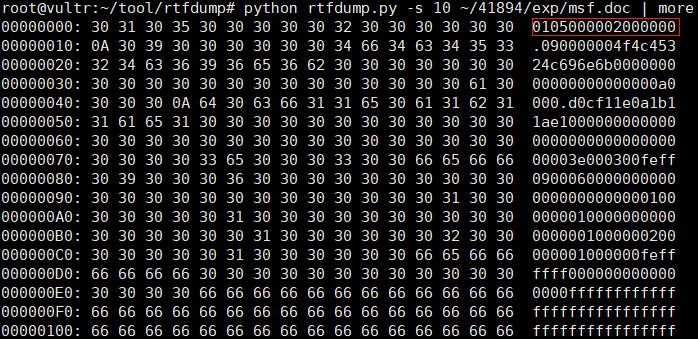 root@vultr:~/tool/rtfdump# python rtfdump.py -s 10 ~/41894/exp/msf.doc | more
00000000: 30 31 30 35 30 30 30 30 30 32 30 30 30 30 30 30  0105000002000000
00000010: 0A 30 39 30 30 30 30 30 30 34 66 34 63 34 35 33  .090000004f4c453
00000020: 32 34 63 36 39 36 65 36 62 30 30 30 30 30 30 30  24c696e6b0000000
00000030: 30 30 30 30 30 30 30 30 30 30 30 30 30 30 61 30  00000000000000a0
00000040: 30 30 30 0A 64 30 63 66 31 31 65 30 61 31 62 31  000.d0cf11e0a1b1
00000050: 31 61 65 31 30 30 30 30 30 30 30 30 30 30 30 30  1ae1000000000000
00000060: 30 30 30 30 30 30 30 30 30 30 30 30 30 30 30 30  0000000000000000
00000070: 30 30 30 30 33 65 30 30 30 33 30 30 66 65 66 66  00003e000300feff
00000080: 30 39 30 30 30 36 30 30 30 30 30 30 30 30 30 30  0900060000000000
00000090: 30 30 30 30 30 30 30 30 30 30 30 30 30 31 30 30  0000000000000100
000000A0: 30 30 30 30 30 31 30 30 30 30 30 30 30 30 30 30  0000010000000000
000000B0: 30 30 30 30 30 30 31 30 30 30 30 30 30 32 30 30  0000001000000200
000000C0: 30 30 30 30 30 31 30 30 30 30 30 30 66 65 66 66  000001000000feff
000000D0: 66 66 66 66 30 30 30 30 30 30 30 30 30 30 30 30  ffff000000000000
000000E0: 30 30 30 30 66 66 66 66 66 66 66 66 66 66 66 66  0000ffffffffffff
000000F0: 66 66 66 66 66 66 66 66 66 66 66 66 66 66 66 66  ffffffffffffffff
00000100: 66 66 66 66 66 66 66 66 66 66 66 66 66 66 66 66  ffffffffffffffff